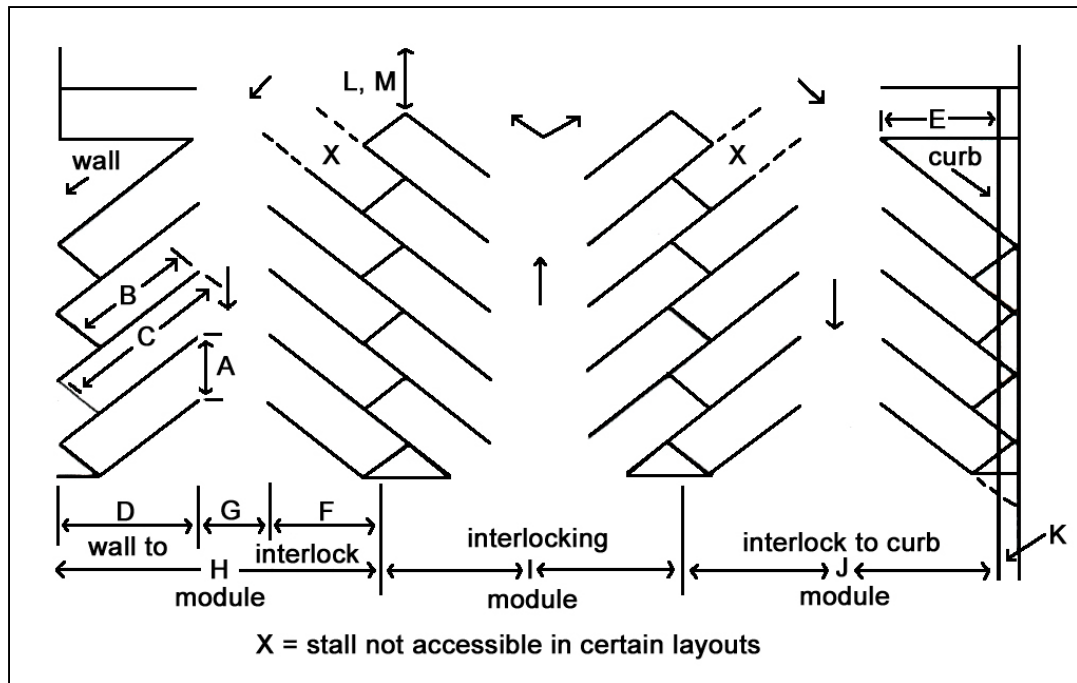 L, M
E
X
X
wall
curb
B
C
A
D
G
F
wall to
interlock
interlocking
interlock to curb
K
H
I
J
module
module
module
X = stall not accessible in certain layouts